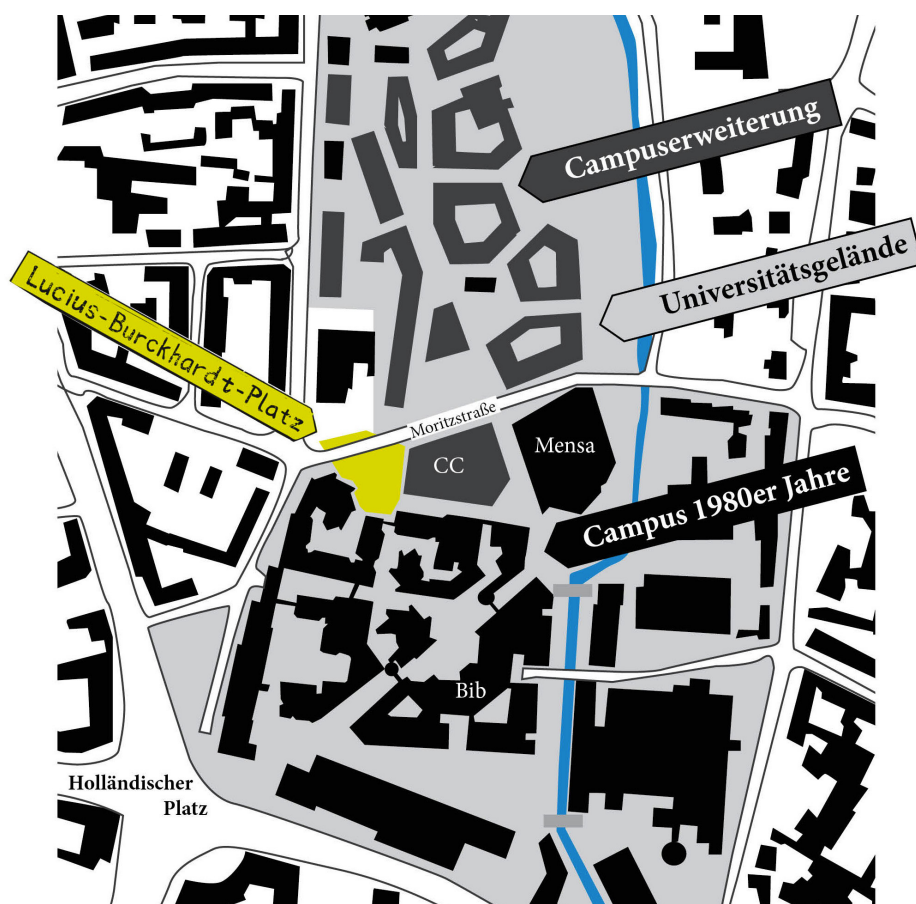 Campuserweiterung
Universitätsgelände
Lucius-Burckhardt-Platz
Moritzstraße
CC
Mensa
Campus 1980er Jahre
Bib
Holländischer
Platz